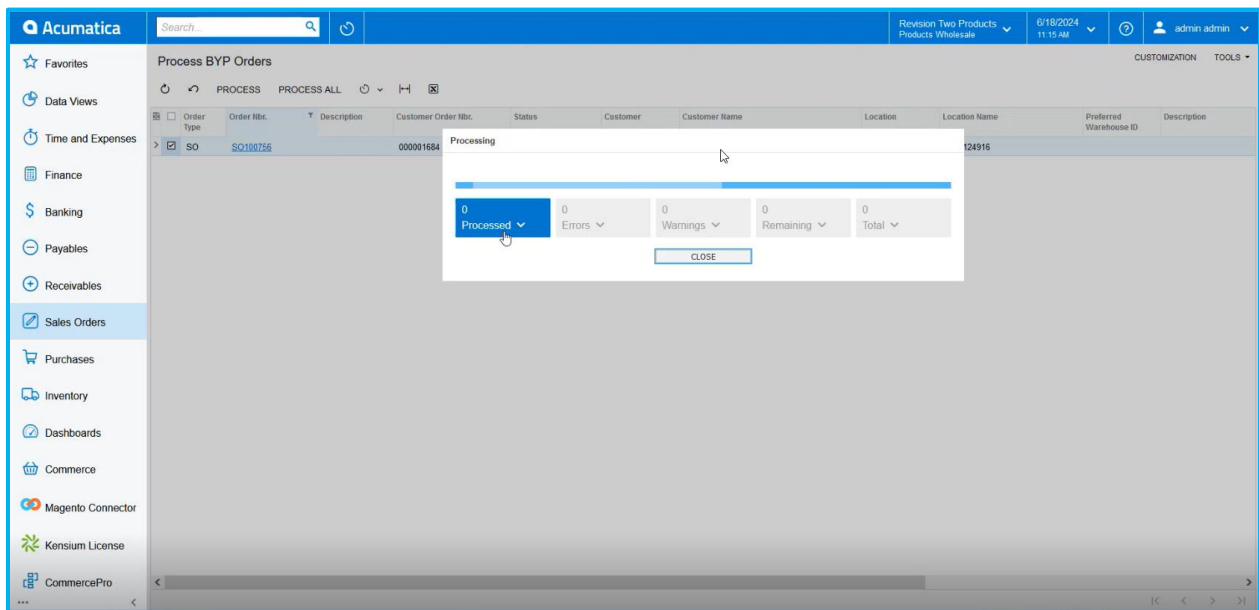 Acumatica
Search...
Revision Two Products
Products Wholesale
6/18/2024
11:15 AM
admin admin
Favorites
Data Views
Time and Expenses
Finance
Banking
Payables
Receivables
Sales Orders
Purchases
Inventory
Dashboards
Commerce
Magento Connector
Kensium License
CommercePro
Process BYP Orders
CUSTOMIZATION TOOLS
PROCESS PROCESS ALL
Order Type Order Nbr. Description Customer Order Nbr. Status Customer Customer Name Location Location Name Preferred Warehouse ID Description
SO SO100756 000001684 124916
Processing
0 0 0 0 0
Processed Errors Warnings Remaining Total
CLOSE